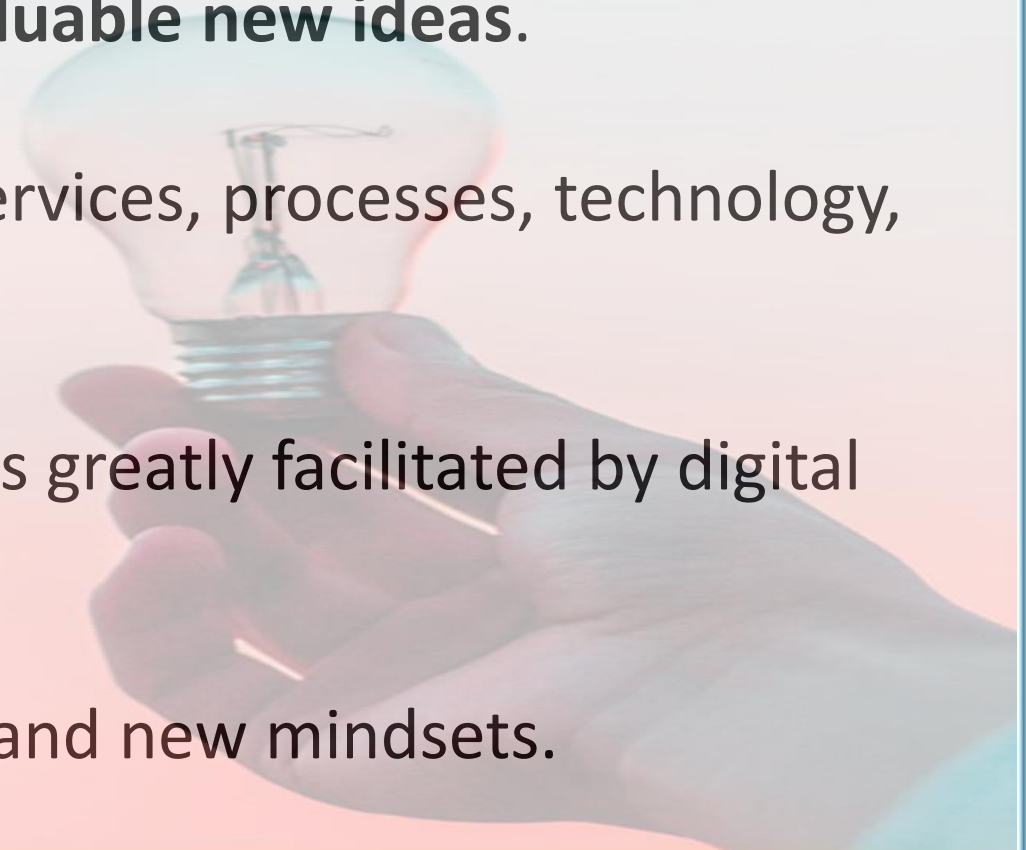 luable new ideas.
ervices, processes, technology,
s greatly facilitated by digital
and new mindsets.